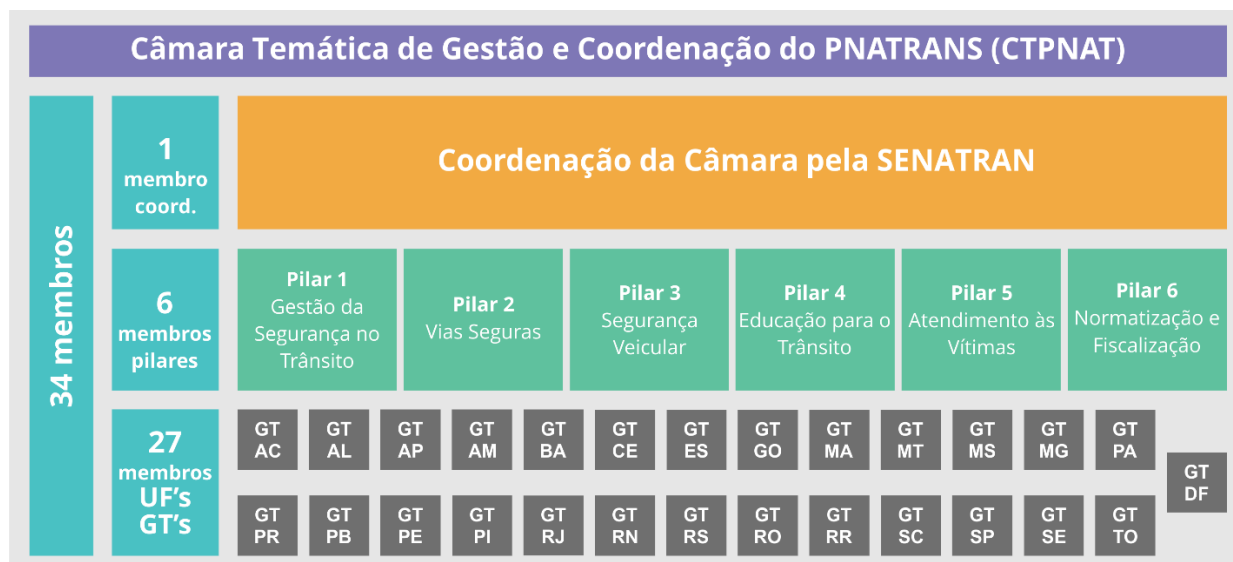 Câmara Temática de Gestão e Coordenação do PNATRANS (CTPNAT)
34 membros
1
membro
coord.
Coordenação da Câmara pela SENATRAN
6
membros
pilares
Pilar 1
Gestão da
Segurança no
Trânsito
Pilar 2
Vias Seguras
Pilar 3
Segurança
Veicular
Pilar 4
Educação para o
Trânsito
Pilar 5
Atendimento às
Vítimas
Pilar 6
Normatização e
Fiscalização
27
membros
UF's
GT's
GT
AC
GT
AL
GT
AP
GT
AM
GT
BA
GT
CE
GT
ES
GT
GO
GT
MA
GT
MT
GT
MS
GT
MG
GT
PA
GT
DF
GT
PR
GT
PB
GT
PE
GT
PI
GT
RJ
GT
RN
GT
RS
GT
RO
GT
RR
GT
SC
GT
SP
GT
SE
GT
TO